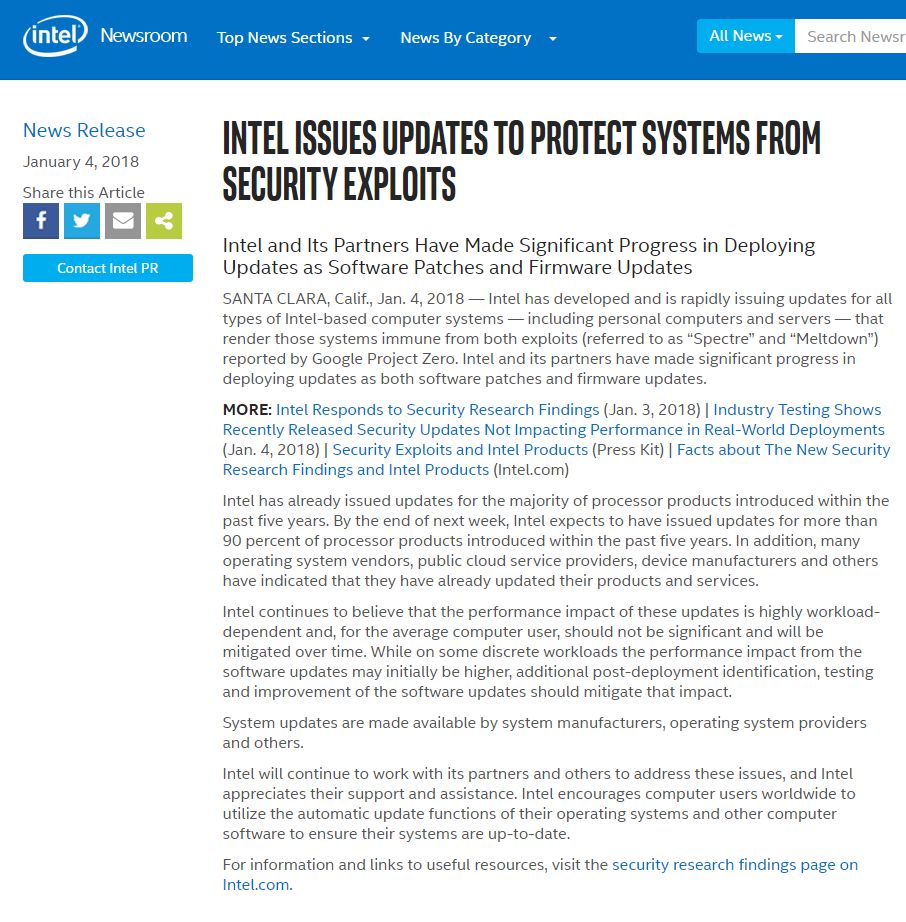 intel Newsroom Top News Sections News By Category All News Search Newsr
News Release
January 4, 2018
Share this Article
Contact Intel PR
INTEL ISSUES UPDATES TO PROTECT SYSTEMS FROM
SECURITY EXPLOITS
Intel and Its Partners Have Made Significant Progress in Deploying
Updates as Software Patches and Firmware Updates
SANTA CLARA, Calif., Jan. 4, 2018 — Intel has developed and is rapidly issuing updates for all
types of Intel-based computer systems — including personal computers and servers — that
render those systems immune from both exploits (referred to as “Spectre” and “Meltdown”)
reported by Google Project Zero. Intel and its partners have made significant progress in
deploying updates as both software patches and firmware updates.
MORE: Intel Responds to Security Research Findings (Jan. 3, 2018) | Industry Testing Shows
Recently Released Security Updates Not Impacting Performance in Real-World Deployments
(Jan. 4, 2018) | Security Exploits and Intel Products (Press Kit) | Facts about The New Security
Research Findings and Intel Products (Intel.com)
Intel has already issued updates for the majority of processor products introduced within the
past five years. By the end of next week, Intel expects to have issued updates for more than
90 percent of processor products introduced within the past five years. In addition, many
operating system vendors, public cloud service providers, device manufacturers and others
have indicated that they have already updated their products and services.
Intel continues to believe that the performance impact of these updates is highly workload-
dependent and, for the average computer user, should not be significant and will be
mitigated over time. While on some discrete workloads the performance impact from the
software updates may initially be higher, additional post-deployment identification, testing
and improvement of the software updates should mitigate that impact.
System updates are made available by system manufacturers, operating system providers
and others.
Intel will continue to work with its partners and others to address these issues, and Intel
appreciates their support and assistance. Intel encourages computer users worldwide to
utilize the automatic update functions of their operating systems and other computer
software to ensure their systems are up-to-date.
For information and links to useful resources, visit the security research findings page on
Intel.com.